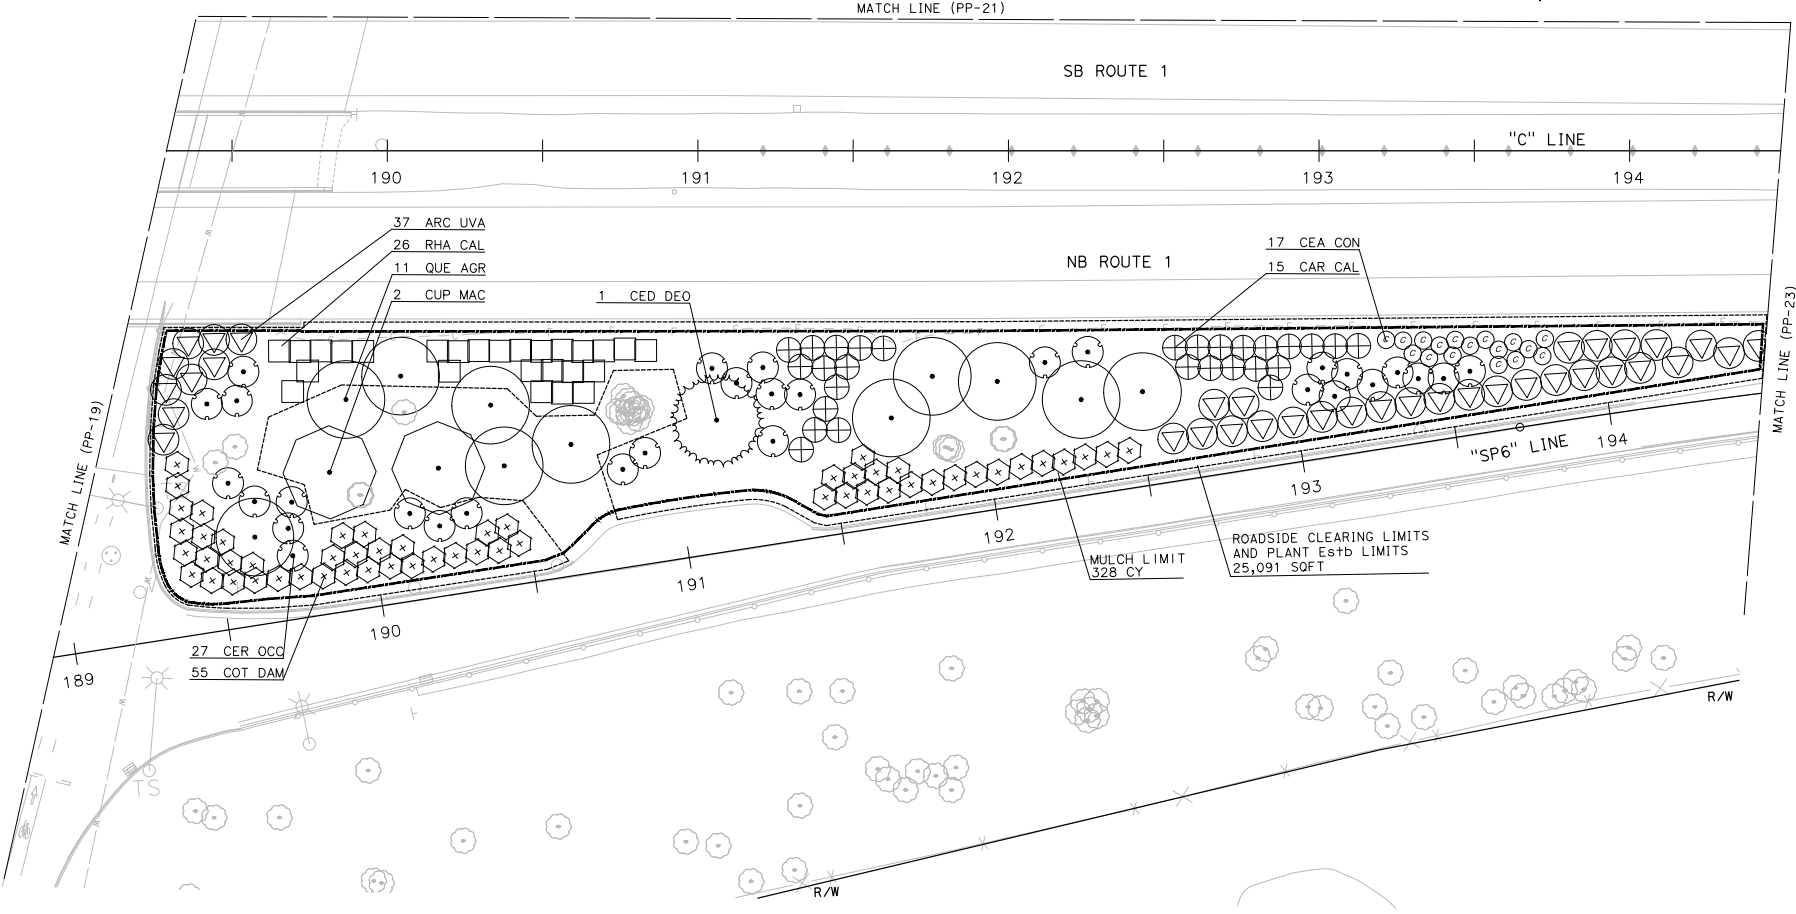 MATCH LINE (PP-21)
SB ROUTE 1
"C" LINE
190
191
192
193
194
37 ARC UVA
26 RHA CAL
11 QUE AGR
2 CUP MAC
1 CED DEO
NB ROUTE 1
17 CEA CON
15 CAR CAL
MATCH LINE (PP-19)
MATCH LINE (PP-23)
"SP6" LINE
194
193
192
191
190
189
MULCH LIMIT
328 CY
ROADSIDE CLEARING LIMITS
AND PLANT Estb LIMITS
25,091 SQFT
27 CER OCC
55 COT DAM
TS
R/W
R/W